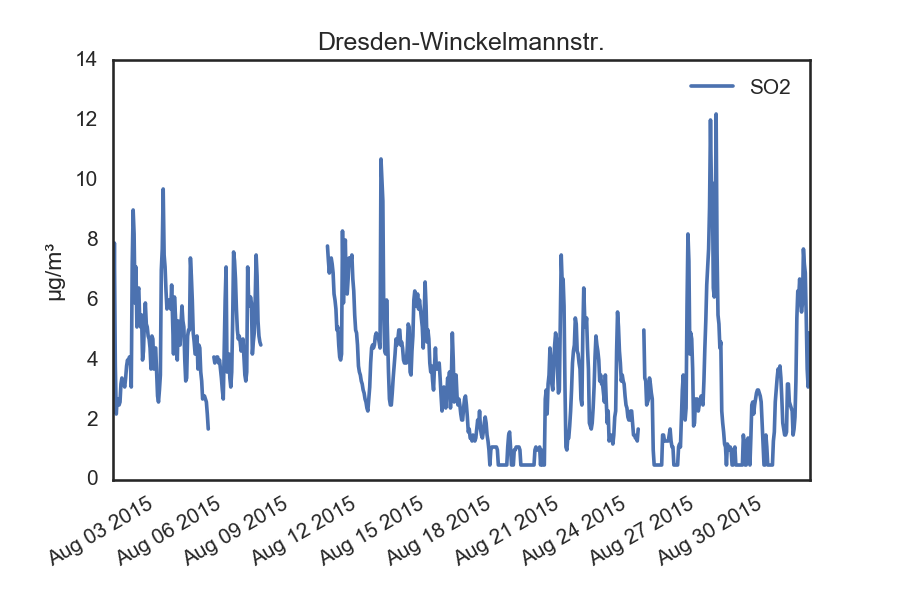 Dresden-Winckelmannstr.
14
12
10
8
6
4
2
0
µg/m³
SO2
Aug 03 2015
Aug 06 2015
Aug 09 2015
Aug 12 2015
Aug 15 2015
Aug 18 2015
Aug 21 2015
Aug 24 2015
Aug 27 2015
Aug 30 2015